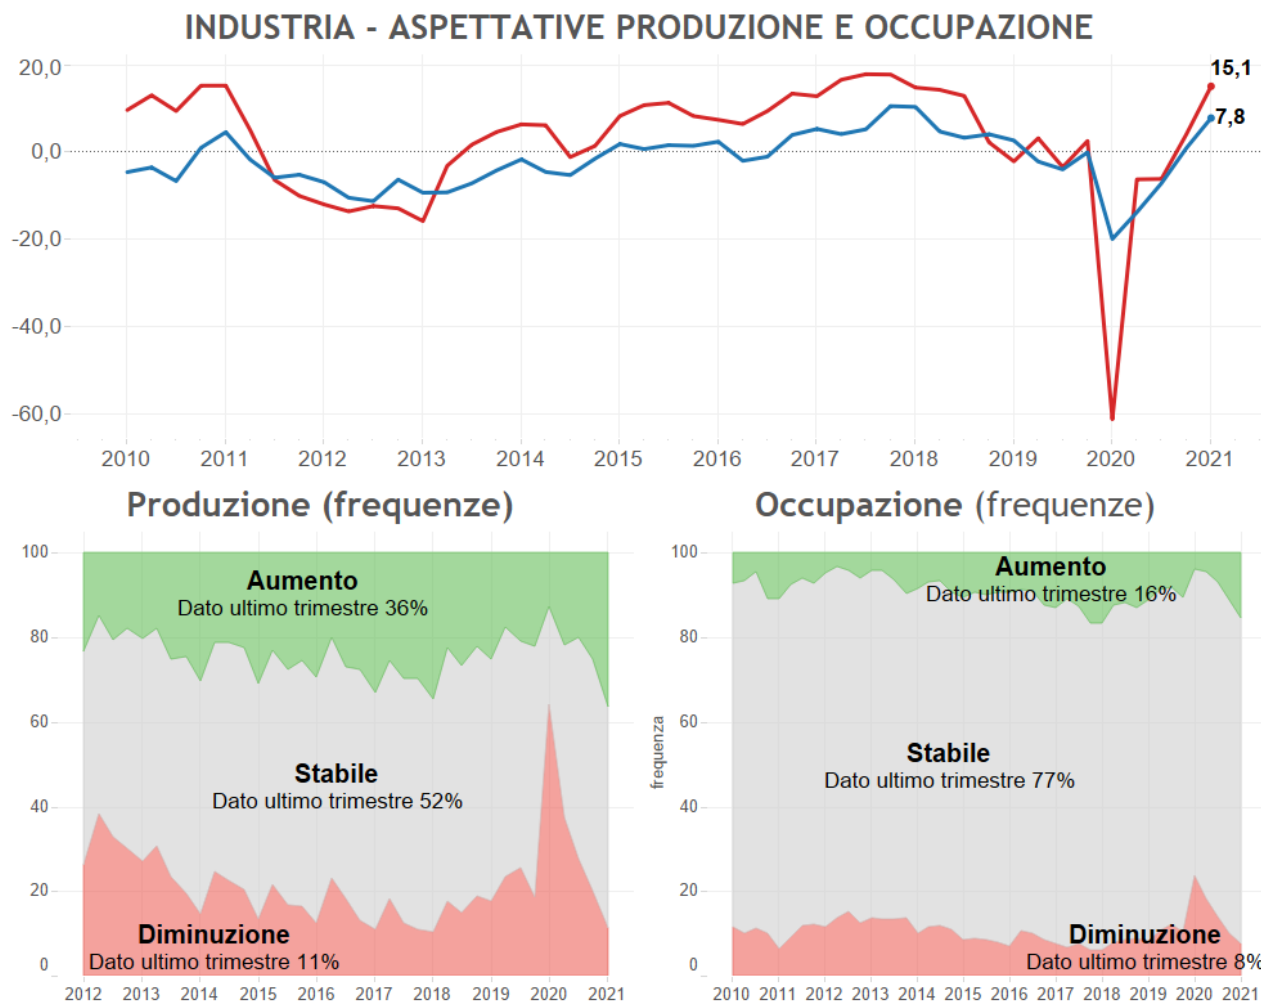 INDUSTRIA - ASPETTATIVE PRODUZIONE E OCCUPAZIONE
20,0
0,0
-20,0
-40,0
-60,0
15,1
7,8
2010 2011 2012 2013 2014 2015 2016 2017 2018 2019 2020 2021
Produzione (frequenze)
100
80
60
40
20
0
Aumento
Dato ultimo trimestre 36%
Stabile
Dato ultimo trimestre 52%
Diminuzione
Dato ultimo trimestre 11%
2012 2013 2014 2015 2016 2017 2018 2019 2020 2021
Occupazione (frequenze)
frequenza
100
80
60
40
20
0
Aumento
Dato ultimo trimestre 16%
Stabile
Dato ultimo trimestre 77%
Diminuzione
Dato ultimo trimestre 8%
2010 2011 2012 2013 2014 2015 2016 2017 2018 2019 2020 2021